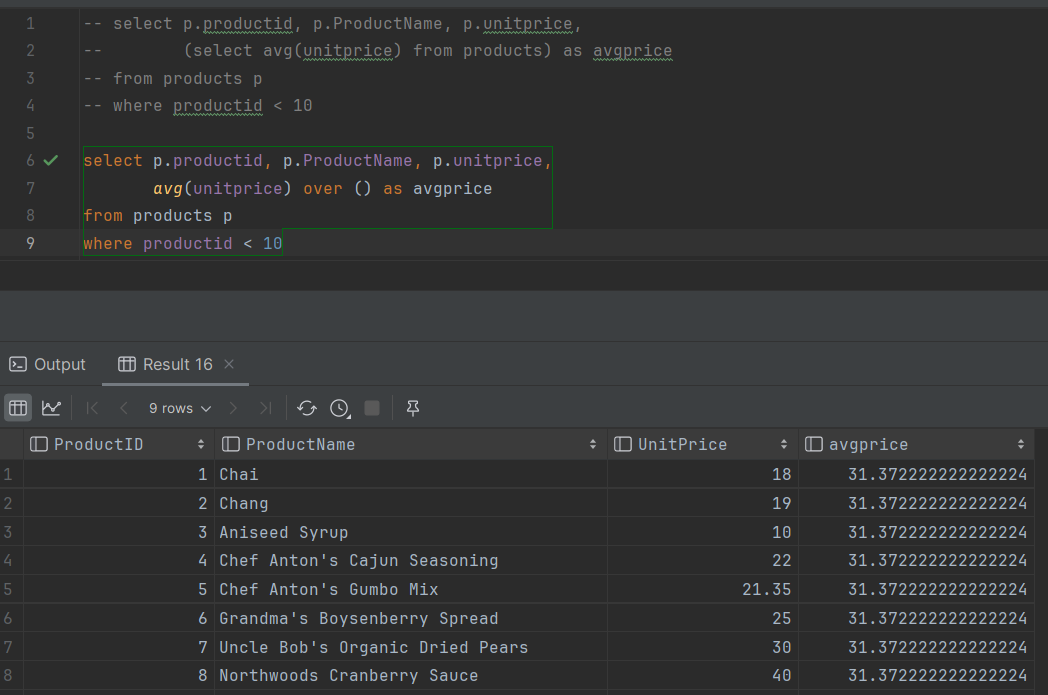 1 -- select p.productid, p.ProductName, p.unitprice,
2 --        (select avg(unitprice) from products) as avgprice
3 -- from products p
4 -- where productid < 10
5
6 select p.productid, p.ProductName, p.unitprice,
7        avg(unitprice) over () as avgprice
8 from products p
9 where productid < 10
Output Result 16
9 rows
ProductID ProductName UnitPrice avgprice
1 1 Chai 18 31.372222222222224
2 2 Chang 19 31.372222222222224
3 3 Aniseed Syrup 10 31.372222222222224
4 4 Chef Anton's Cajun Seasoning 22 31.372222222222224
5 5 Chef Anton's Gumbo Mix 21.35 31.372222222222224
6 6 Grandma's Boysenberry Spread 25 31.372222222222224
7 7 Uncle Bob's Organic Dried Pears 30 31.372222222222224
8 8 Northwoods Cranberry Sauce 40 31.372222222222224